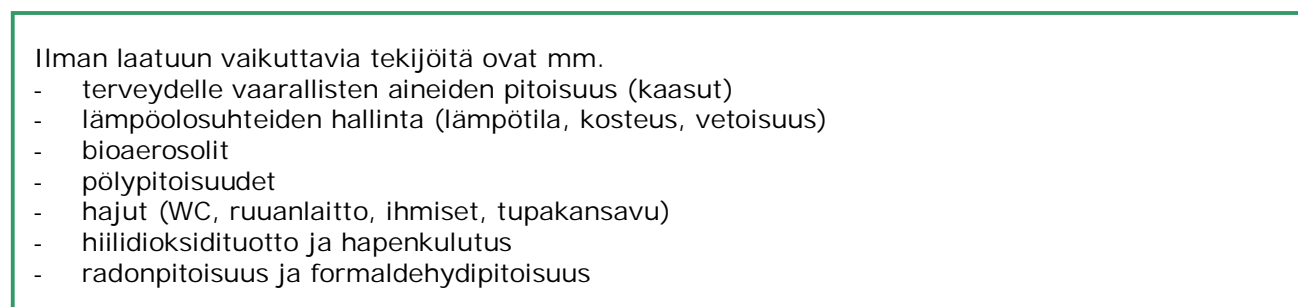 Ilman laatuun vaikuttavia tekijöitä ovat mm.
- terveydelle vaarallisten aineiden pitoisuus (kaasut)
- lämpöolosuhteiden hallinta (lämpötila, kosteus, vetoisuus)
- bioaerosolit
- pölypitoisuudet
- hajut (WC, ruuanlaitto, ihmiset, tupakansavu)
- hiilidioksidituotto ja hapenkulutus
- radonpitoisuus ja formaldehydipitoisuus